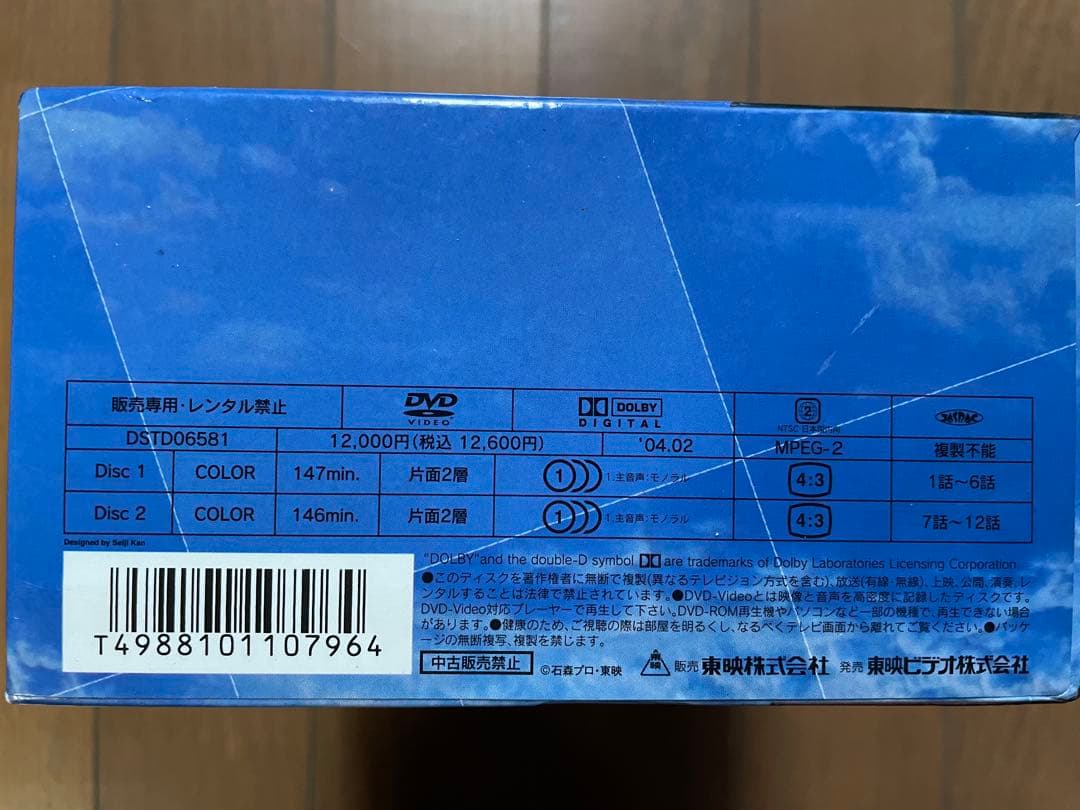 販売専用・レンタル禁止
DVD
VIDEO
DOLBY
DIGITAL
2
NTSC 日本国内向
DSTD06581
12,000円(税込 12,600円)
'04.02
MPEG-2
複製不能
Disc 1
COLOR
147min.
片面2層
1
1.主音声:モノラル
4:3
1話〜6話
Disc 2
COLOR
146min.
片面2層
1
1.主音声:モノラル
4:3
7話〜12話
Designed by Seiji Kan
"DOLBY"and the double-D symbol are trademarks of Dolby Laboratories Licensing Corporation.
●このディスクを著作権者に無断で複製(異なるテレビジョン方式を含む)、放送(有線・無線)、上映、公開、演奏、レ
ンタルすることは法律で禁止されています。●DVD-Videoとは映像と音声を高密度に記録したディスクです。
DVD-Video対応プレーヤーで再生して下さい。DVD-ROM再生機やパソコンなど一部の機種で、再生できない場合
があります。●健康のため、ご視聴の際は部屋を明るくし、なるべくテレビ画面から離れてご覧ください。●パッケ
ージの無断複写、複製を禁じます。
T4988101107964
中古販売禁止
©石森プロ・東映
販売 東映株式会社 発売 東映ビデオ株式会社